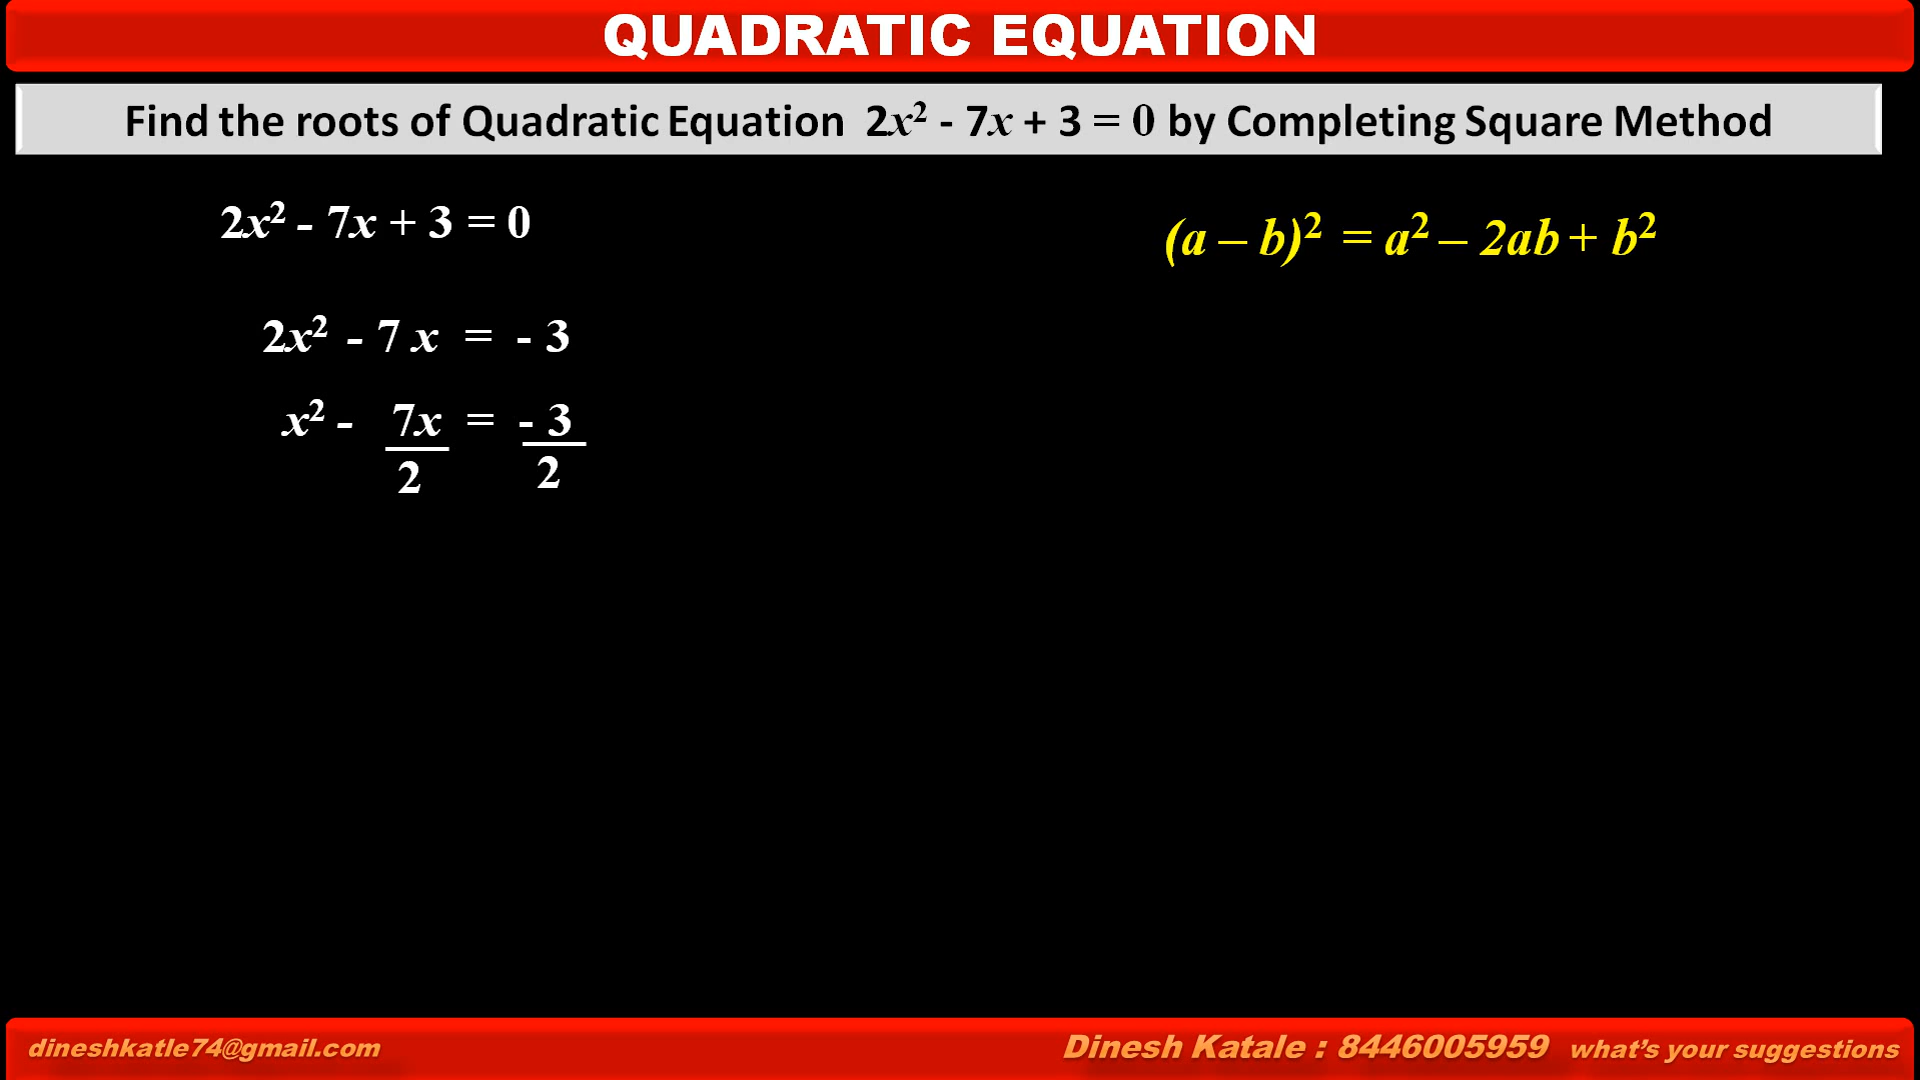 QUADRATIC EQUATION
Find the roots of Quadratic Equation 2x² - 7x + 3 = 0 by Completing Square Method
2x² - 7x + 3 = 0
(a – b)² = a² – 2ab + b²
2x² - 7 x = - 3
x² - 7x/2 = - 3/2
dineshkatle74@gmail.com
Dinesh Katale : 8446005959 what's your suggestions